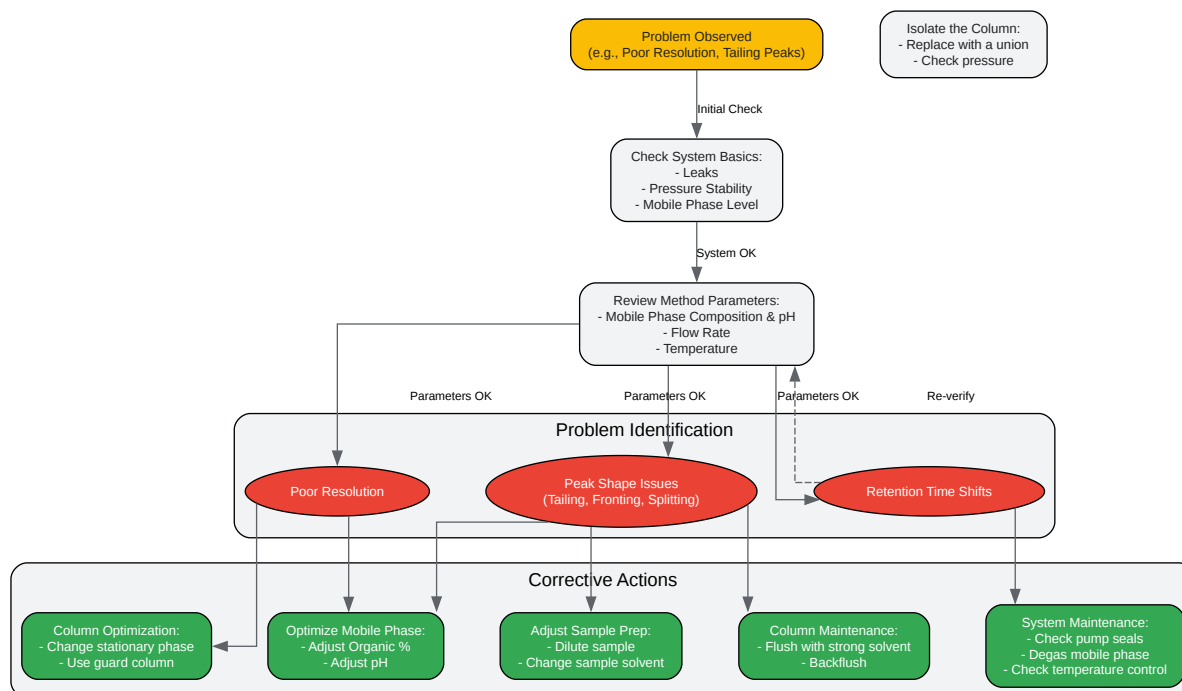 Problem Observed
(e.g., Poor Resolution, Tailing Peaks)
Isolate the Column:
- Replace with a union
- Check pressure
Initial Check
Check System Basics:
- Leaks
- Pressure Stability
- Mobile Phase Level
System OK
Review Method Parameters:
- Mobile Phase Composition & pH
- Flow Rate
- Temperature
Parameters OK
Parameters OK
Parameters OK
Re-verify
Problem Identification
Poor Resolution
Peak Shape Issues
(Tailing, Fronting, Splitting)
Retention Time Shifts
Corrective Actions
Column Optimization:
- Change stationary phase
- Use guard column
Optimize Mobile Phase:
- Adjust Organic %
- Adjust pH
Adjust Sample Prep:
- Dilute sample
- Change sample solvent
Column Maintenance:
- Flush with strong solvent
- Backflush
System Maintenance:
- Check pump seals
- Degas mobile phase
- Check temperature control